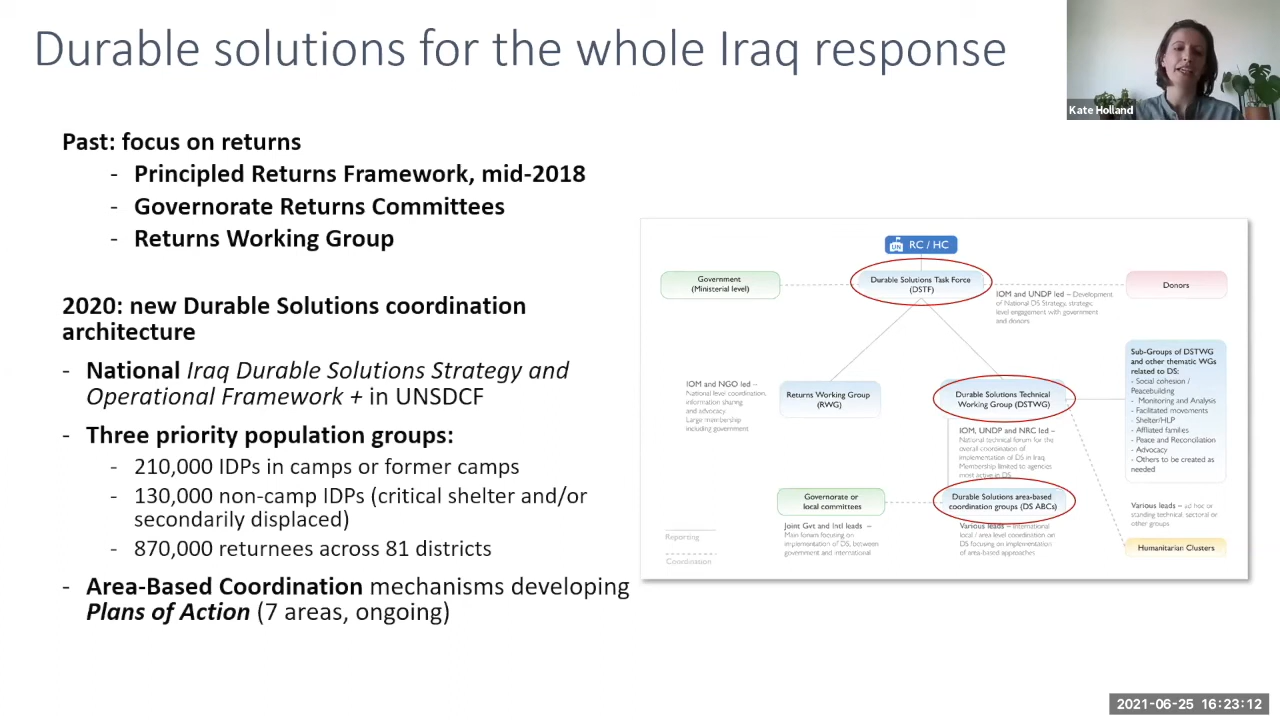 Durable solutions for the whole Iraq response
Kate Holland
Past: focus on returns
- Principled Returns Framework, mid-2018
- Governorate Returns Committees
- Returns Working Group
2020: new Durable Solutions coordination
architecture
- National Iraq Durable Solutions Strategy and
Operational Framework + in UNSDCF
- Three priority population groups:
- 210,000 IDPs in camps or former camps
- 130,000 non-camp IDPs (critical shelter and/or
secondarily displaced)
- 870,000 returnees across 81 districts
- Area-Based Coordination mechanisms developing
Plans of Action (7 areas, ongoing)
UN RC / HC
Government
(Ministerial level)
Durable Solutions Task Force
(DSTF)
Donors
IOM and UNDP led – Development
of National DS Strategy, strategic
level engagement with government
and donors
IOM and NGO led –
National level coordination,
information sharing
and advocacy.
Large membership
including government
Returns Working Group
(RWG)
Durable Solutions Technical
Working Group (DSTWG)
Sub-Groups of DSTWG
and other thematic WGs
related to DS:
- Social cohesion /
Peacebuilding
- Monitoring and Analysis
- Facilitated movements
- Shelter/HLP
- Affiliated families
- Peace and Reconciliation
- Advocacy
- Others to be created as
needed
IOM, UNDP and NRC led –
National technical forum for the
overall coordination of
implementation of DS in Iraq.
Membership limited to agencies
most active in DS
Governorate or
local committees
Durable Solutions area-based
coordination groups (DS ABCs)
Various leads – ad hoc or
standing technical, sectoral or
other groups
Joint Gvt and Intl leads –
Main forum focusing on
implementation of DS, between
government and international
Various leads – International
local / area level coordination on
DS focusing on implementation
of area-based approaches
Humanitarian Clusters
Reporting
Coordination
2021-06-25 16:23:12